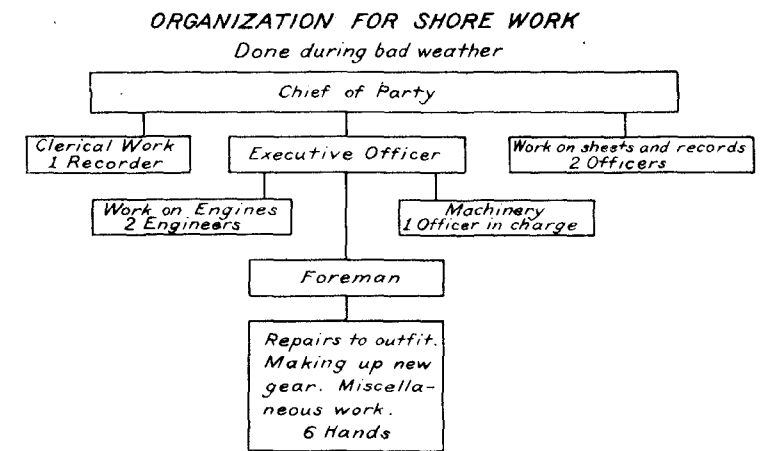 ORGANIZATION FOR SHORE WORK
Done during bad weather
Chief of Party
Clerical Work
1 Recorder
Executive Officer
Work on sheets and records
2 Officers
Work on Engines
2 Engineers
Machinery
1 Officer in charge
Foreman
Repairs to outfit.
Making up new
gear. Miscella-
neous work.
6 Hands